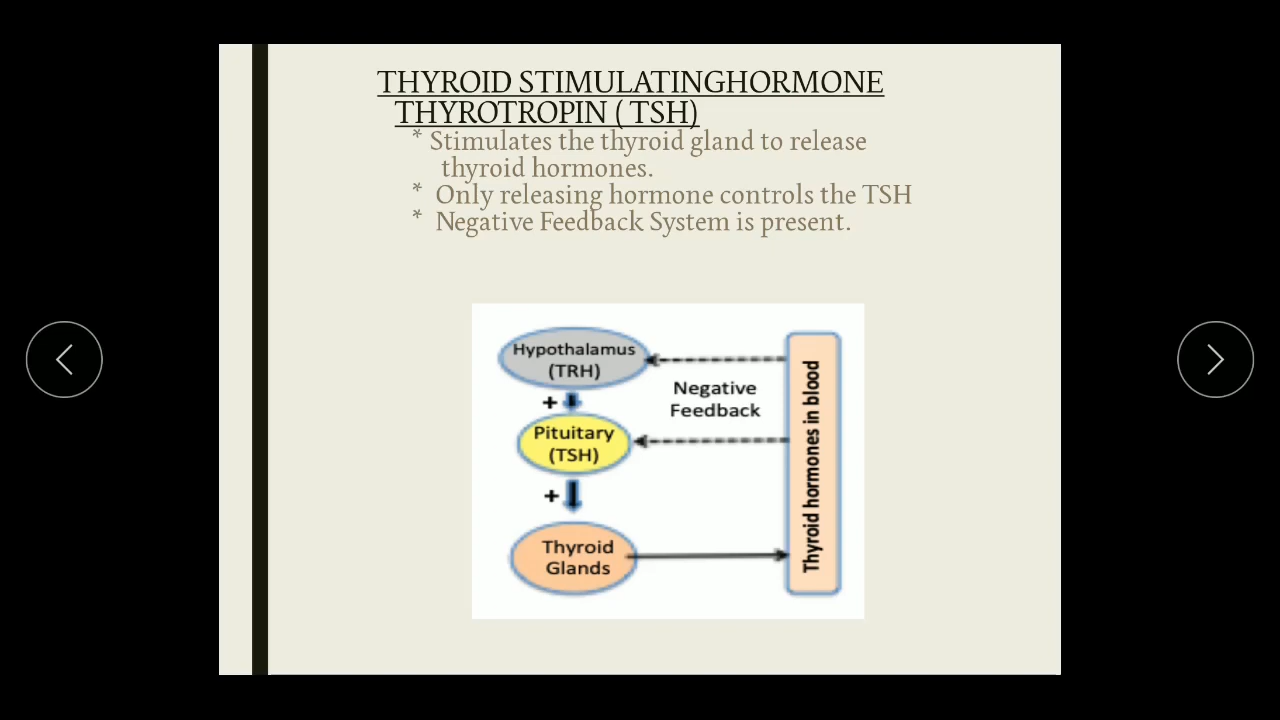 THYROID STIMULATINGHORMONE
THYROTROPIN ( TSH)
* Stimulates the thyroid gland to release
thyroid hormones.
* Only releasing hormone controls the TSH
* Negative Feedback System is present.
Hypothalamus
(TRH)
+
Negative
Feedback
Pituitary
(TSH)
+
Thyroid
Glands
Thyroid hormones in blood